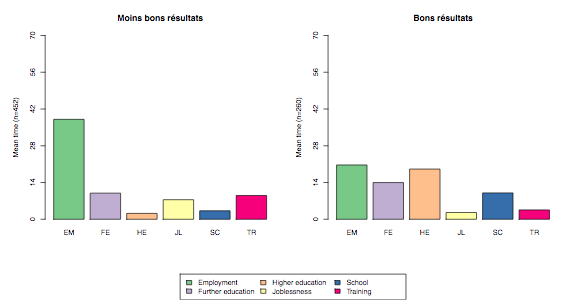 Moins bons résultats
Bons résultats
Mean time (n=452)
70
56
42
28
14
0
EM FE HE JL SC TR
Mean time (n=260)
70
56
42
28
14
0
EM FE HE JL SC TR
Employment Higher education School
Further education Joblessness Training